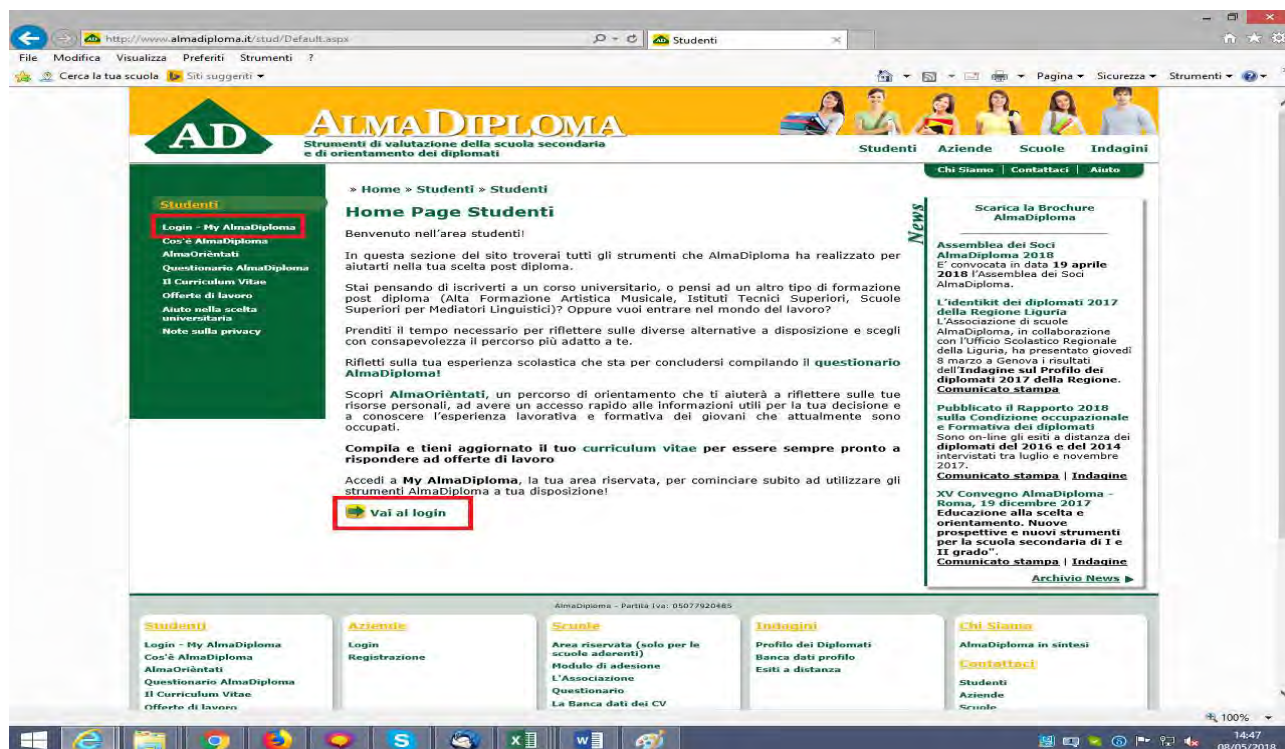 http://www.almadiploma.it/stud/Default.aspx
Studenti
File Modifica Visualizza Preferiti Strumenti ?
Cerca la tua scuola Siti suggeriti
Pagina Sicurezza Strumenti
AD
ALMADIPLOMA
Strumenti di valutazione della scuola secondaria
e di orientamento dei diplomati
Studenti Aziende Scuole Indagini
Chi Siamo | Contattaci | Aiuto
Studenti
Login - My AlmaDiploma
Cos'è AlmaDiploma
AlmaOrièntati
Questionario AlmaDiploma
Il Curriculum Vitae
Offerte di lavoro
Aiuto nella scelta
universitaria
Note sulla privacy
» Home » Studenti » Studenti
Home Page Studenti
Benvenuto nell'area studenti!
In questa sezione del sito troverai tutti gli strumenti che AlmaDiploma ha realizzato per
aiutarti nella tua scelta post diploma.
Stai pensando di iscriverti a un corso universitario, o pensi ad un altro tipo di formazione
post diploma (Alta Formazione Artistica Musicale, Istituti Tecnici Superiori, Scuole
Superiori per Mediatori Linguistici)? Oppure vuoi entrare nel mondo del lavoro?
Prenditi il tempo necessario per riflettere sulle diverse alternative a disposizione e scegli
con consapevolezza il percorso più adatto a te.
Rifletti sulla tua esperienza scolastica che sta per concludersi compilando il questionario
AlmaDiploma!
Scopri AlmaOrièntati, un percorso di orientamento che ti aiuterà a riflettere sulle tue
risorse personali, ad avere un accesso rapido alle informazioni utili per la tua decisione e
a conoscere l'esperienza lavorativa e formativa dei giovani che attualmente sono
occupati.
Compila e tieni aggiornato il tuo curriculum vitae per essere sempre pronto a
rispondere ad offerte di lavoro
Accedi a My AlmaDiploma, la tua area riservata, per cominciare subito ad utilizzare gli
strumenti AlmaDiploma a tua disposizione!
Vai al login
News
Scarica la Brochure
AlmaDiploma
Assemblea dei Soci
AlmaDiploma 2018
E' convocata in data 19 aprile
2018 l'Assemblea dei Soci
AlmaDiploma.
L'identikit dei diplomati 2017
della Regione Liguria
L'Associazione di scuole
AlmaDiploma, in collaborazione
con l'Ufficio Scolastico Regionale
della Liguria, ha presentato giovedì
8 marzo a Genova i risultati
dell'Indagine sul Profilo dei
diplomati 2017 della Regione.
Comunicato stampa
Pubblicato il Rapporto 2018
sulla Condizione occupazionale
e Formativa dei diplomati
Sono on-line gli esiti a distanza dei
diplomati del 2016 e del 2014
intervistati tra luglio e novembre
2017.
Comunicato stampa | Indagine
XV Convegno AlmaDiploma -
Roma, 19 dicembre 2017
Educazione alla scelta e
orientamento. Nuove
prospettive e nuovi strumenti
per la scuola secondaria di I e
II grado".
Comunicato stampa | Indagine
Archivio News
AlmaDiploma - Partita Iva: 05077920485
Studenti
Login - My AlmaDiploma
Cos'è AlmaDiploma
AlmaOrièntati
Questionario AlmaDiploma
Il Curriculum Vitae
Offerte di lavoro
Aziende
Login
Registrazione
Scuole
Area riservata (solo per le
scuole aderenti)
Modulo di adesione
L'Associazione
Questionario
La Banca dati dei CV
Indagini
Profilo dei Diplomati
Banca dati profilo
Esiti a distanza
Chi Siamo
AlmaDiploma in sintesi
Contattaci
Studenti
Aziende
Scuole
100%
14:47
08/05/2018